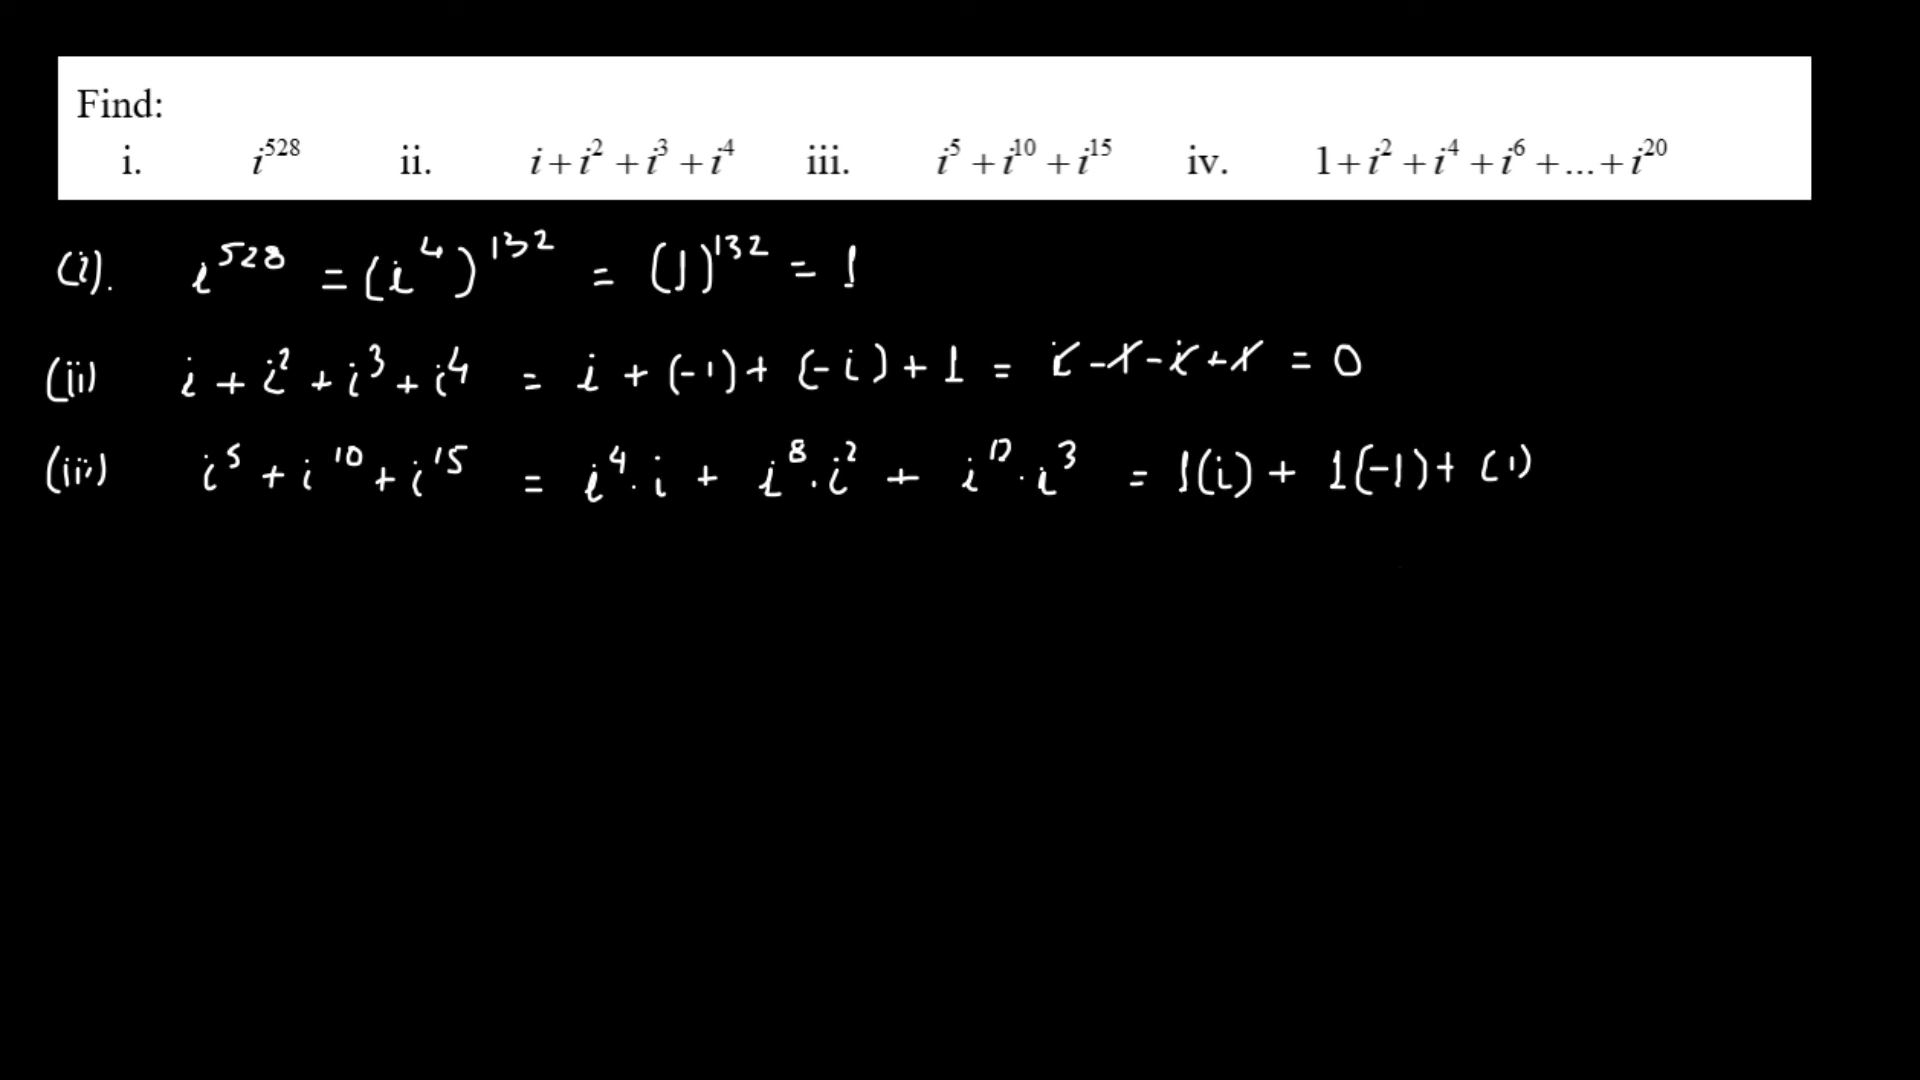 Find:
i. i^528 ii. i+i^2+i^3+i^4 iii. i^5+i^10+i^15 iv. 1+i^2+i^4+i^6+...+i^20
(i). i^528 = (i^4)^132 = (1)^132 = 1
(ii) i + i^2 + i^3 + i^4 = i + (-1) + (-i) + 1 = i - 1 - i + 1 = 0
(iii) i^5 + i^10 + i^15 = i^4 . i + i^8 . i^2 + i^12 . i^3 = 1(i) + 1(-1) + (1)